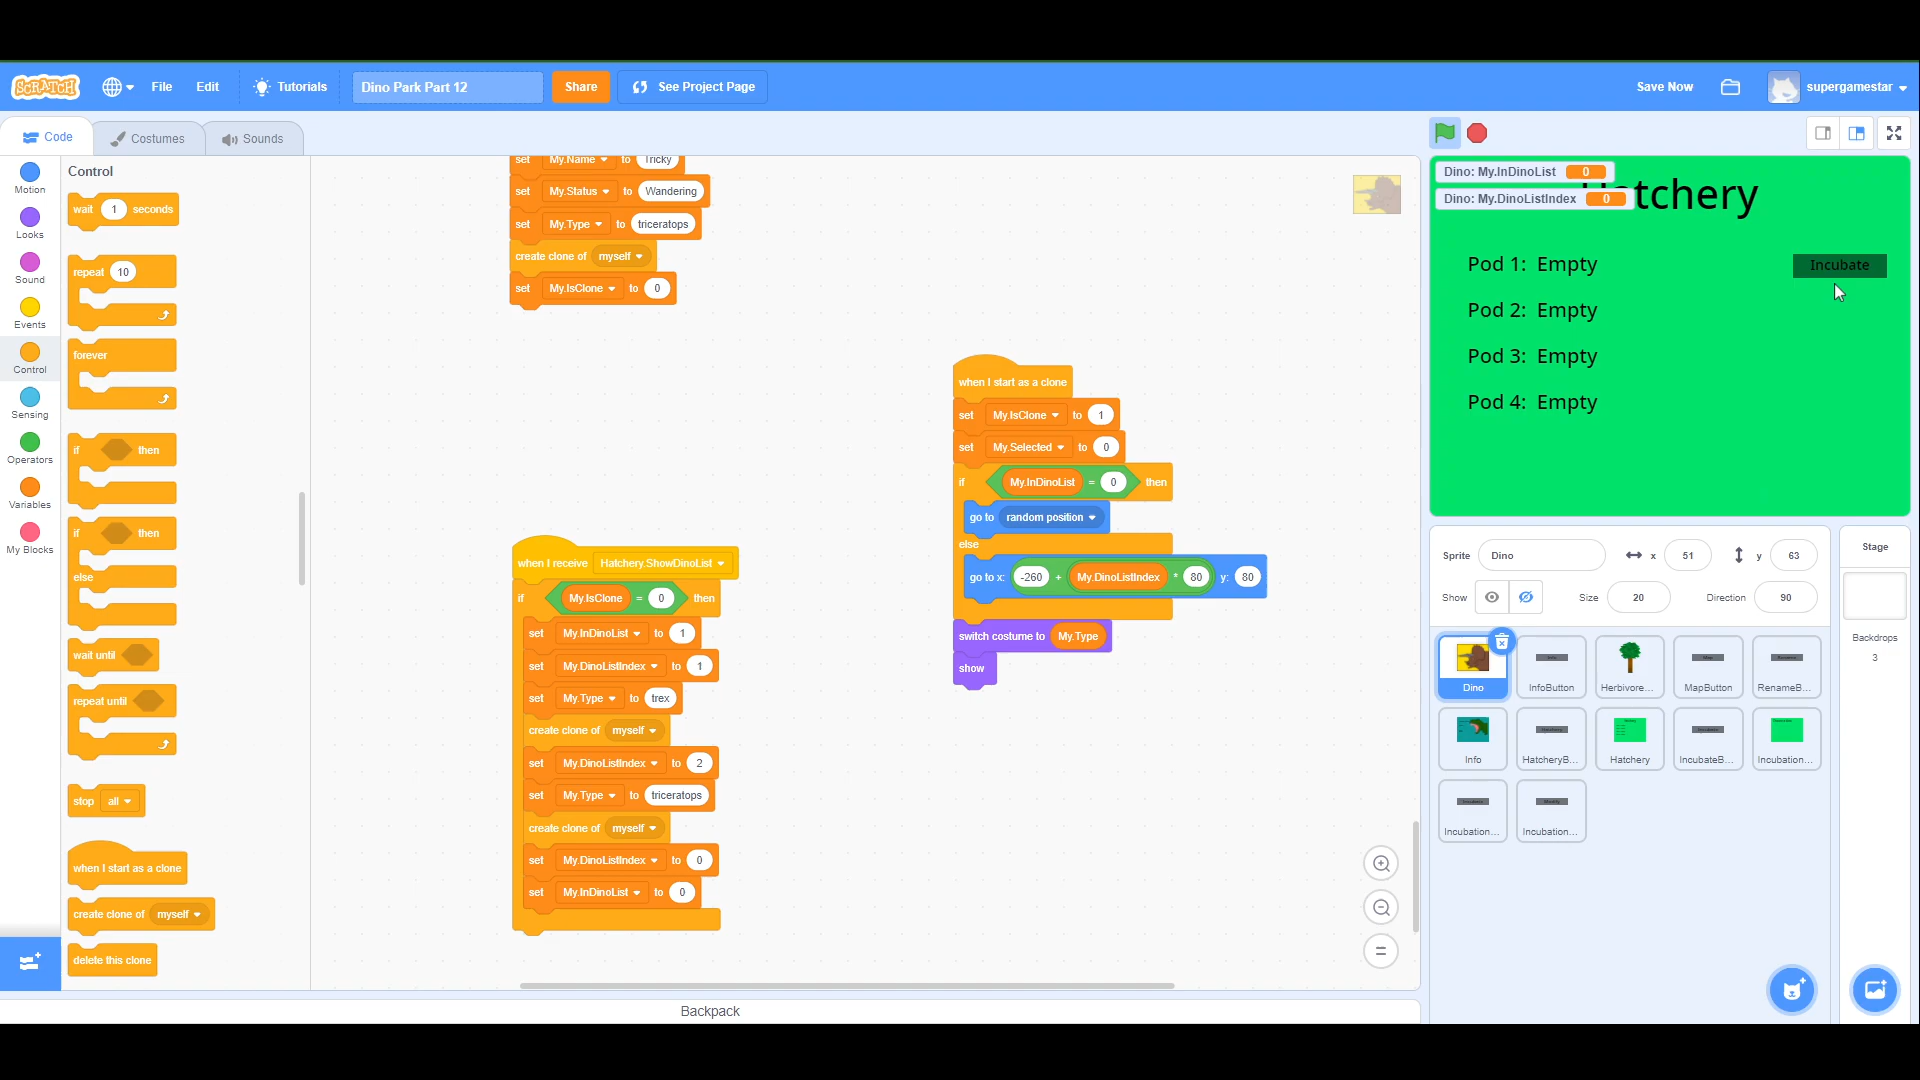 SCRATCH File Edit Tutorials Dino Park Part 12 Share See Project Page Save Now supergamestar
Code Costumes Sounds
Motion
Looks
Sound
Events
Control
Sensing
Operators
Variables
My Blocks
Control
wait 1 seconds
repeat 10
forever
if then
if then
else
wait until
repeat until
stop all
when I start as a clone
create clone of myself
delete this clone
set My.Name to Tricky
set My.Status to Wandering
set My.Type to triceratops
create clone of myself
set My.IsClone to 0
when I receive Hatchery.ShowDinoList
if My.IsClone = 0 then
set My.InDinoList to 1
set My.DinoListIndex to 1
set My.Type to trex
create clone of myself
set My.DinoListIndex to 2
set My.Type to triceratops
create clone of myself
set My.DinoListIndex to 0
set My.InDinoList to 0
when I start as a clone
set My.IsClone to 1
set My.Selected to 0
if My.InDinoList = 0 then
go to random position
else
go to x: -260 + My.DinoListIndex * 80 y: 80
switch costume to My.Type
show
Backpack
Dino: My.InDinoList 0
Dino: My.DinoListIndex 0
tchery
Pod 1: Empty Incubate
Pod 2: Empty
Pod 3: Empty
Pod 4: Empty
Sprite Dino x 51 y 63
Show Size 20 Direction 90
Dino InfoButton Herbivore... MapButton RenameB...
Info HatcheryB... Hatchery IncubateB... Incubation...
Incubation... Incubation...
Stage
Backdrops
3